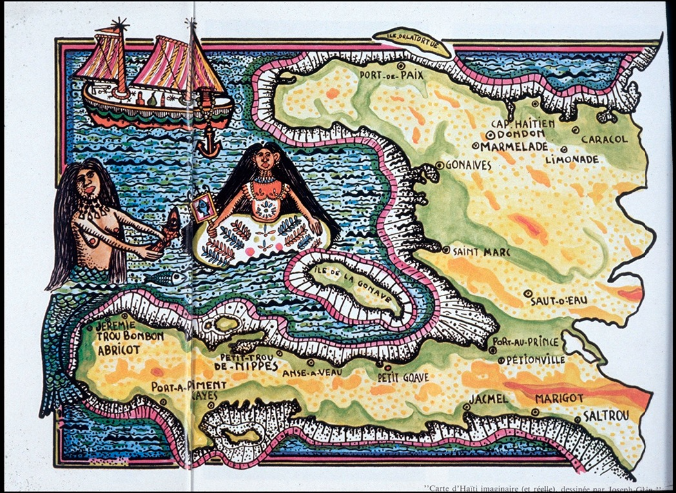 ILE DE LA TORTUE
PORT-DE-PAIX
CAP HAÏTIEN
DONDON
CARACOL
MARMELADE
LIMONADE
GONAIVES
SAINT MARC
ILE DE LA GONAVE
SAUT-D'EAU
JEREMIE
TROU BONBON
ABRICOT
PORT-AU-PRINCE
PETIONVILLE
PETIT-TROU
DE-NIPPES
ANSE-A-VEAU
PETIT GOAVE
PORT-A-PIMENT
CAYES
JACMEL
MARIGOT
SALTROU
"Carte d'Haïti imaginaire (et réelle), dessinée par Joseph